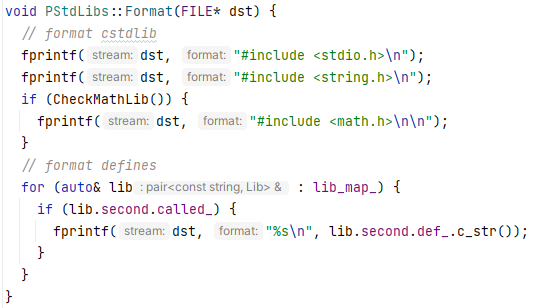 void PStdLibs::Format(FILE* dst) {
// format cstdlib
fprintf( stream: dst, format: "#include <stdio.h>\n");
fprintf( stream: dst, format: "#include <string.h>\n");
if (CheckMathLib()) {
fprintf( stream: dst, format: "#include <math.h>\n\n");
}
// format defines
for (auto& lib : pair<const string, Lib> & : lib_map_) {
if (lib.second.called_) {
fprintf( stream: dst, format: "%s\n", lib.second.def_.c_str());
}
}
}